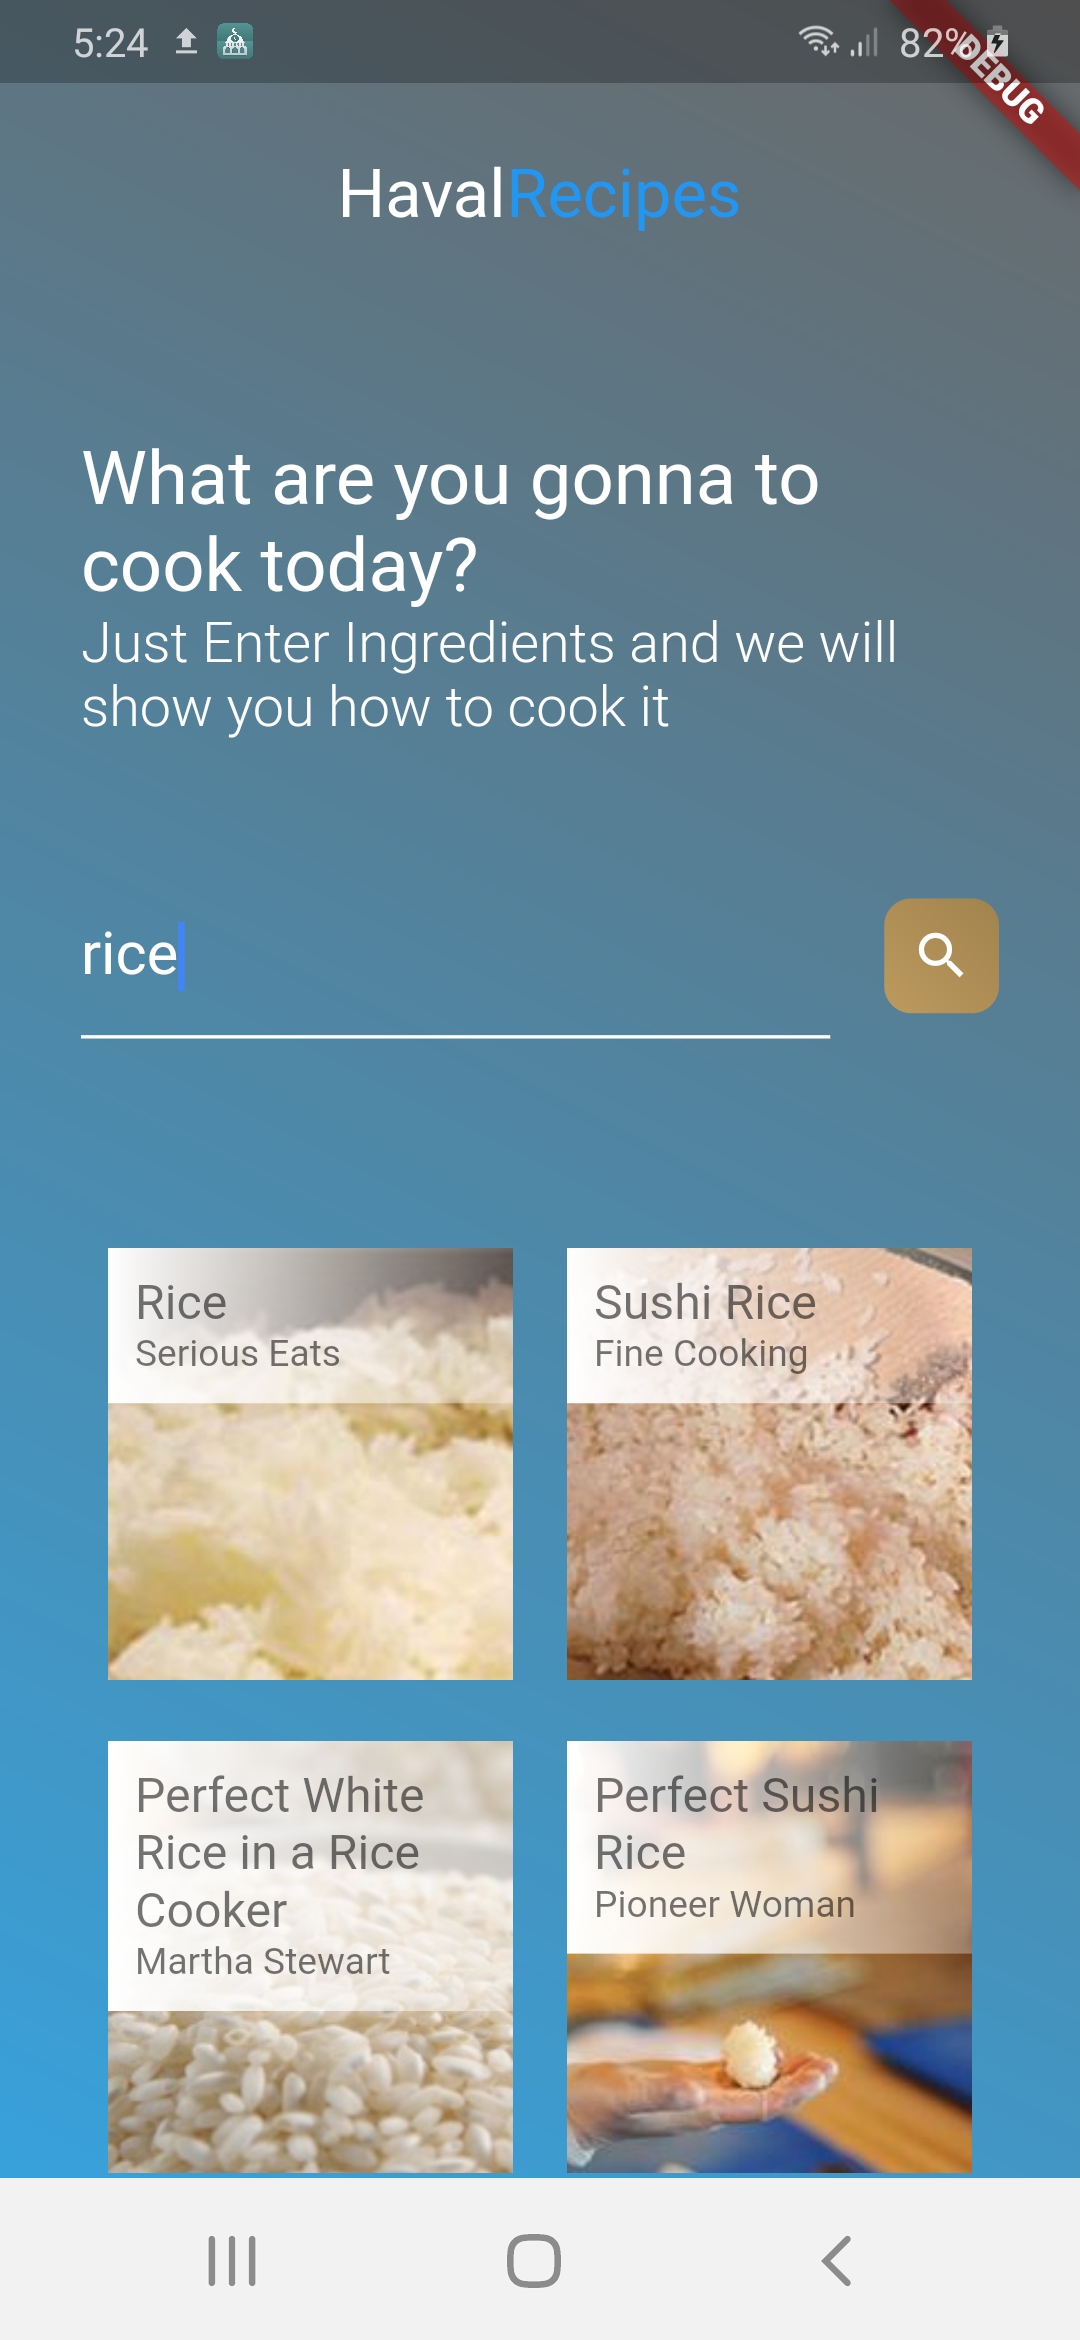 5:24
82%
DEBUG
HavalRecipes
What are you gonna to
cook today?
Just Enter Ingredients and we will
show you how to cook it
rice
Rice
Serious Eats
Sushi Rice
Fine Cooking
Perfect White
Rice in a Rice
Cooker
Martha Stewart
Perfect Sushi
Rice
Pioneer Woman